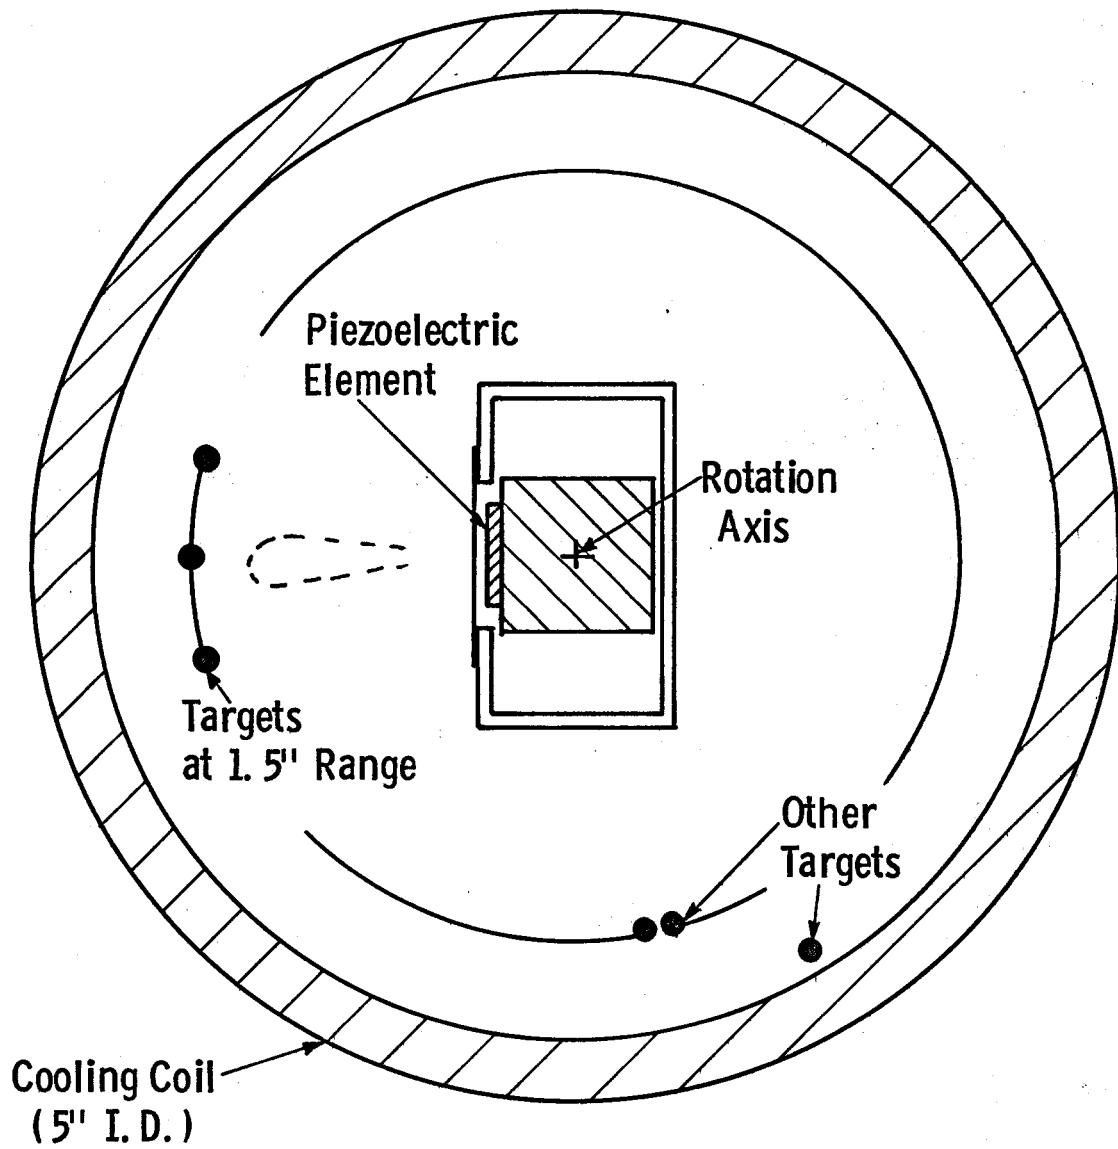 Piezoelectric
Element
Rotation
Axis
Targets
at 1.5" Range
Other
Targets
Cooling Coil
(5" I.D.)